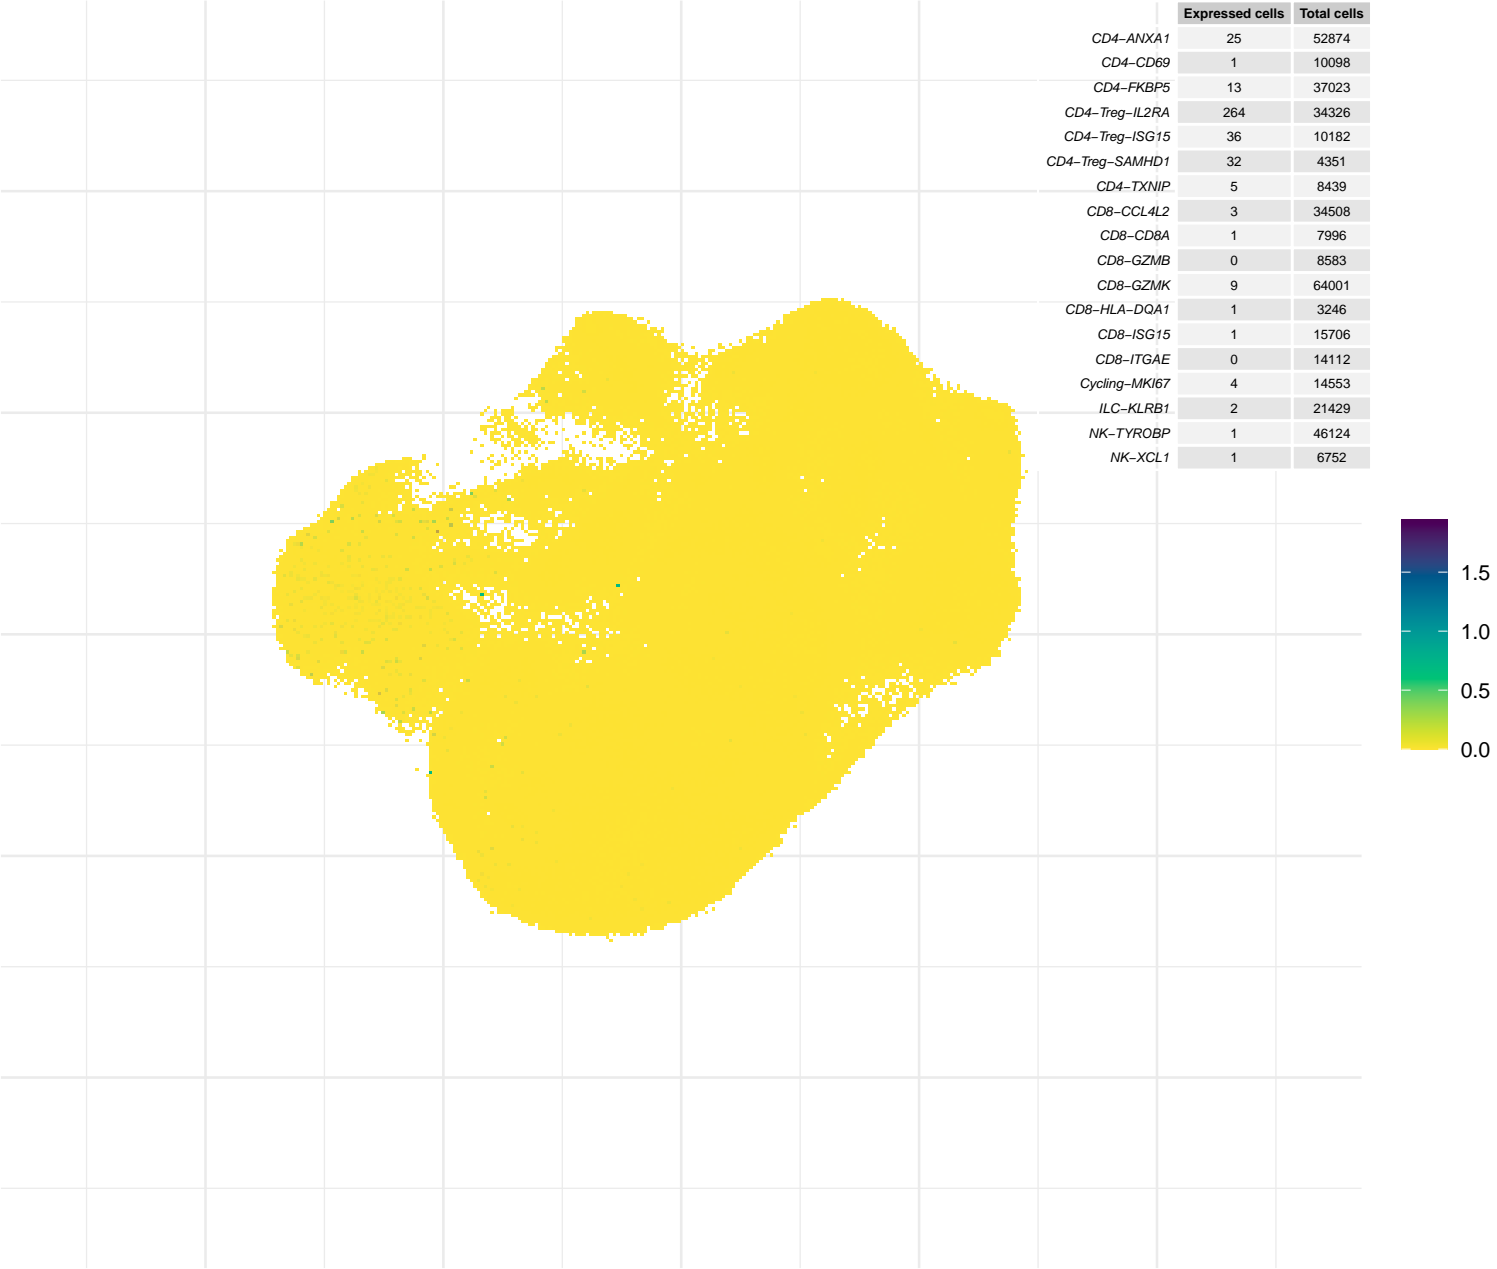 Expressed cells Total cells
CD4−ANXA1 25 52874
CD4−CD69 1 10098
CD4−FKBP5 13 37023
CD4−Treg−IL2RA 264 34326
CD4−Treg−ISG15 36 10182
CD4−Treg−SAMHD1 32 4351
CD4−TXNIP 5 8439
CD8−CCL4L2 3 34508
CD8−CD8A 1 7996
CD8−GZMB 0 8583
CD8−GZMK 9 64001
CD8−HLA−DQA1 1 3246
CD8−ISG15 1 15706
CD8−ITGAE 0 14112
Cycling−MKI67 4 14553
ILC−KLRB1 2 21429
NK−TYROBP 1 46124
NK−XCL1 1 6752
1.5
1.0
0.5
0.0